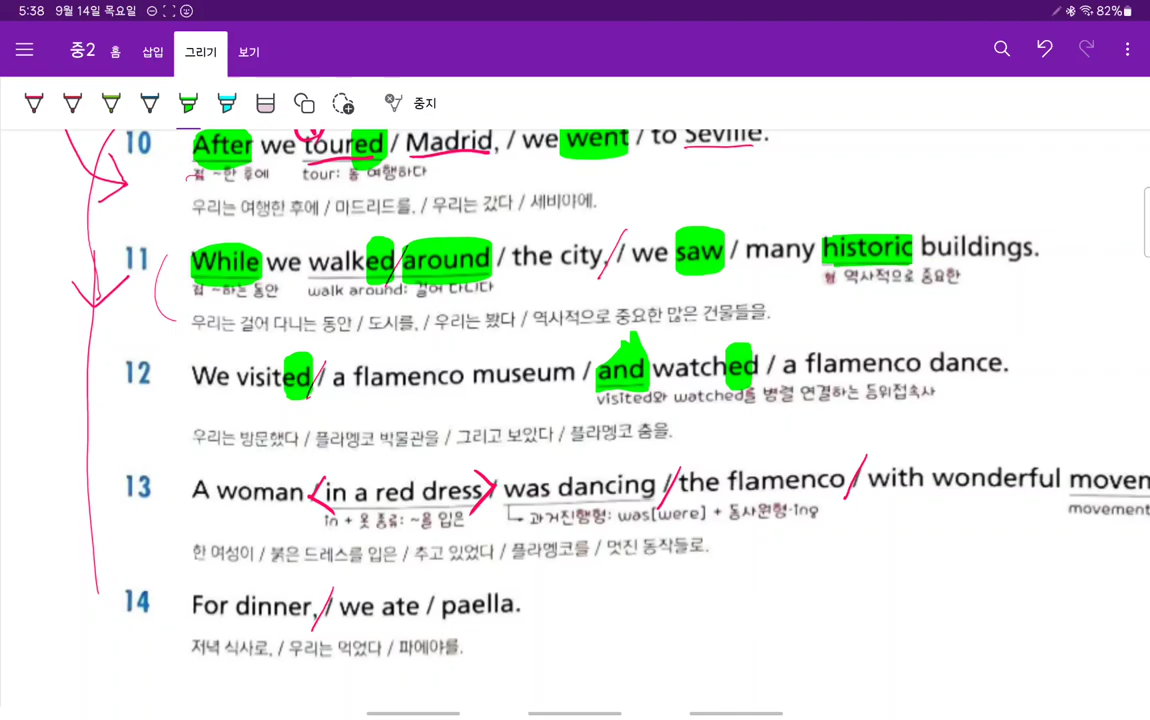 5:38 9월 14일 목요일 82%
중2 홈 삽입 그리기 보기
중지
10 After we toured / Madrid, / we went / to Seville.
접 ~한 후에 tour: 동 여행하다
우리는 여행한 후에 / 마드리드를, / 우리는 갔다 / 세비야에.
11 While we walked around / the city, / we saw / many historic buildings.
접 ~하는 동안 walk around: 걸어 다니다 형 역사적으로 중요한
우리는 걸어 다니는 동안 / 도시를, / 우리는 봤다 / 역사적으로 중요한 많은 건물들을.
12 We visited / a flamenco museum / and watched / a flamenco dance.
visited와 watched를 병렬 연결하는 등위접속사
우리는 방문했다 / 플라멩코 박물관을 / 그리고 보았다 / 플라멩코 춤을.
13 A woman / in a red dress / was dancing / the flamenco / with wonderful movem
in + 옷 종류: ~을 입은 과거진행형: was[were] + 동사원형-ing movement
한 여성이 / 붉은 드레스를 입은 / 추고 있었다 / 플라멩코를 / 멋진 동작들로.
14 For dinner, / we ate / paella.
저녁 식사로, / 우리는 먹었다 / 파에야를.